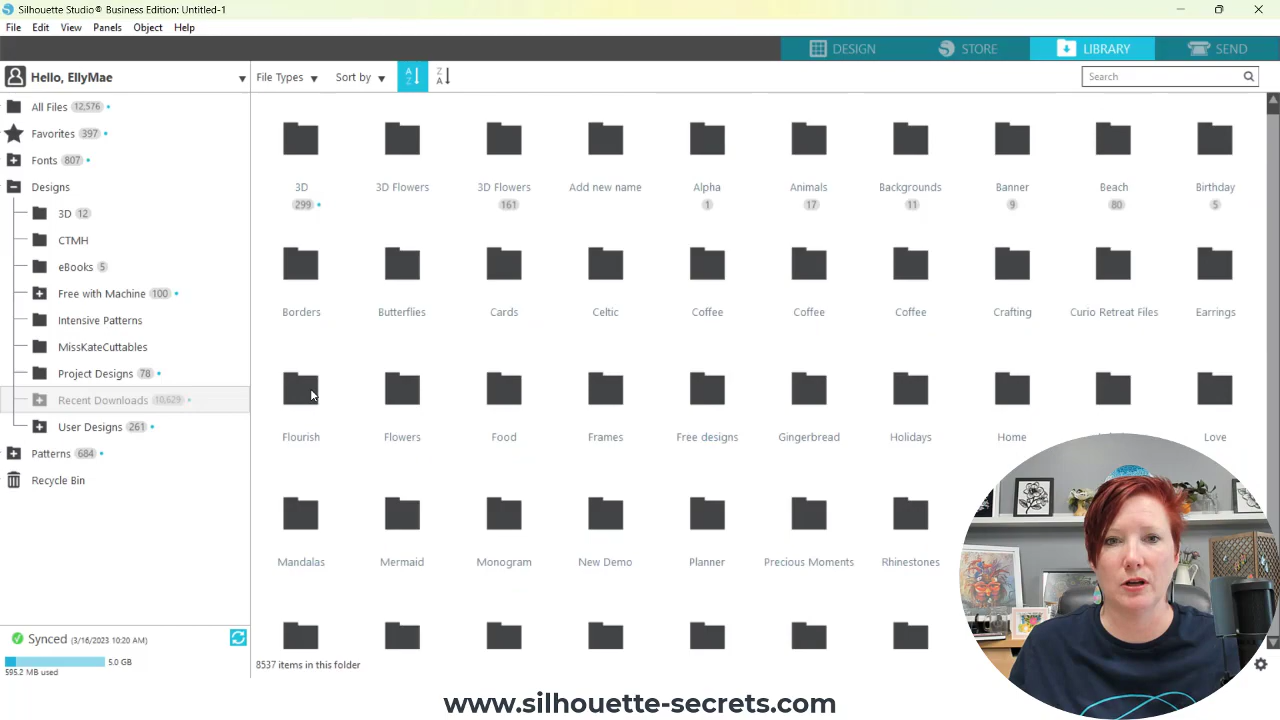 Silhouette Studio® Business Edition: Untitled-1
File Edit View Panels Object Help
DESIGN STORE LIBRARY SEND
Hello, EllyMae
File Types Sort by A Z Z A Search
All Files 12,576
Favorites 397
Fonts 807
Designs
3D 12
CTMH
eBooks 5
Free with Machine 100
Intensive Patterns
MissKateCuttables
Project Designs 78
Recent Downloads 10,629
User Designs 261
Patterns 684
Recycle Bin
3D 3D Flowers 3D Flowers Add new name Alpha Animals Backgrounds Banner Beach Birthday
299 161 1 17 11 9 80 5
Borders Butterflies Cards Celtic Coffee Coffee Coffee Crafting Curio Retreat Files Earrings
Flourish Flowers Food Frames Free designs Gingerbread Holidays Home Love
Mandalas Mermaid Monogram New Demo Planner Precious Moments Rhinestones
Synced (3/16/2023 10:20 AM)
5.0 GB
595.2 MB used
8537 items in this folder
www.silhouette-secrets.com